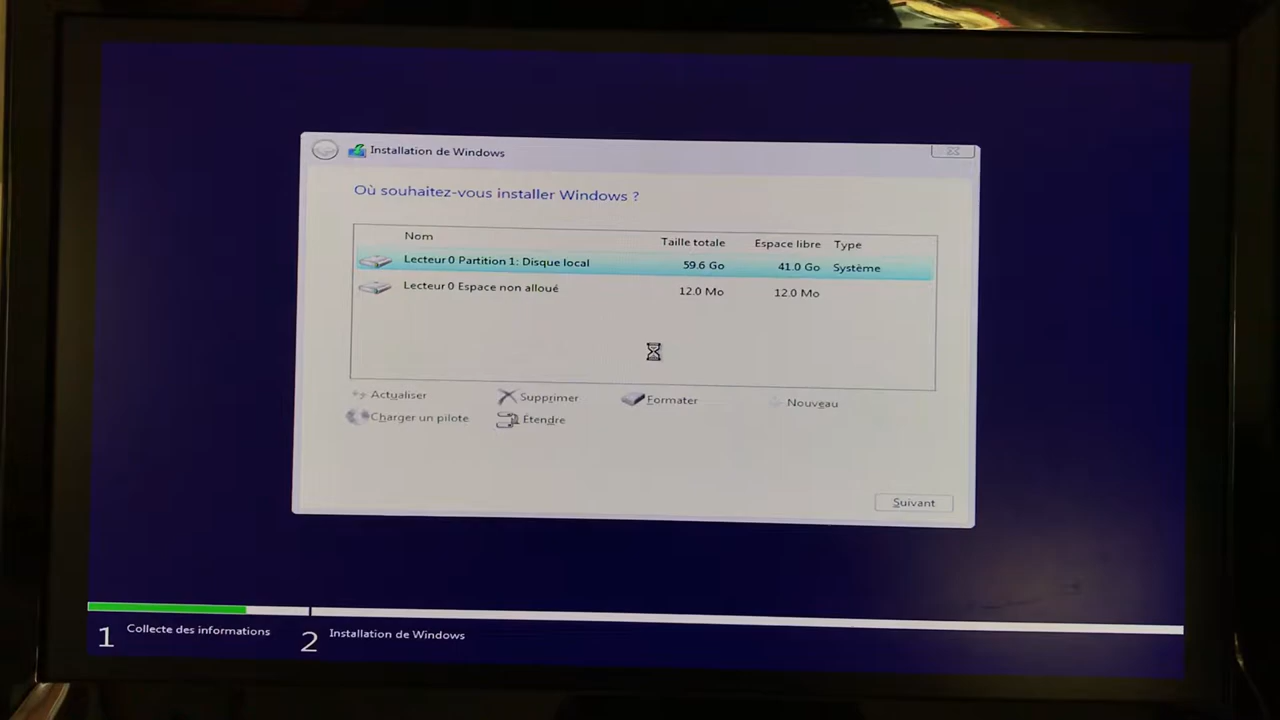 Installation de Windows
Où souhaitez-vous installer Windows ?
Nom Taille totale Espace libre Type
Lecteur 0 Partition 1: Disque local 59.6 Go 41.0 Go Système
Lecteur 0 Espace non alloué 12.0 Mo 12.0 Mo
Actualiser Supprimer Formater Nouveau
Charger un pilote Étendre
Suivant
1 Collecte des informations 2 Installation de Windows